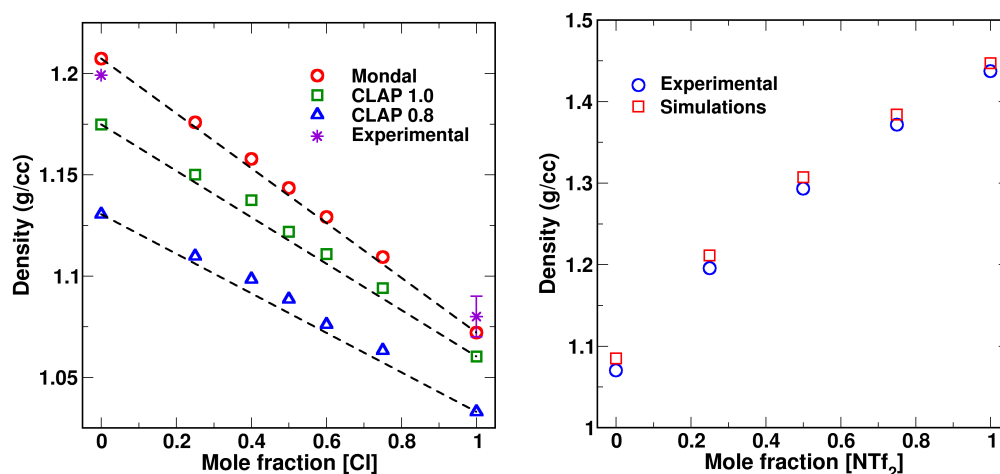 1.2
1.15
1.1
1.05
Density (g/cc)
Mondal
CLAP 1.0
CLAP 0.8
Experimental
0 0.2 0.4 0.6 0.8 1
Mole fraction [Cl]
1.5
1.4
1.3
1.2
1.1
1
Density (g/cc)
Experimental
Simulations
0 0.2 0.4 0.6 0.8 1
Mole fraction [NTf₂]